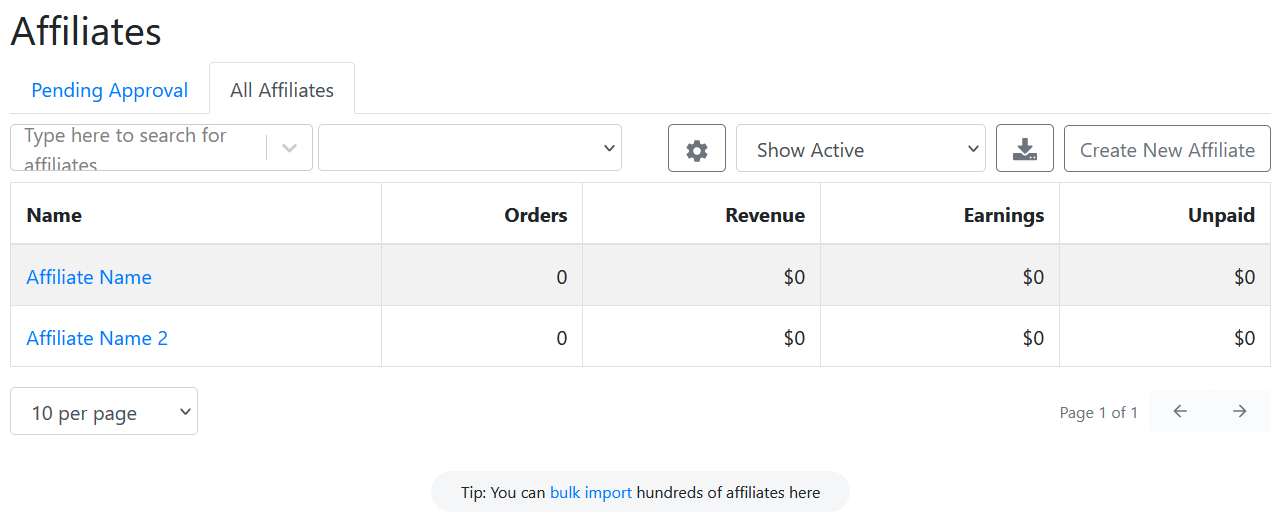 Affiliates
Pending Approval
All Affiliates
Type here to search for
affiliates
Show Active
Create New Affiliate
Name Orders Revenue Earnings Unpaid
Affiliate Name 0 $0 $0 $0
Affiliate Name 2 0 $0 $0 $0
10 per page
Page 1 of 1
Tip: You can bulk import hundreds of affiliates here